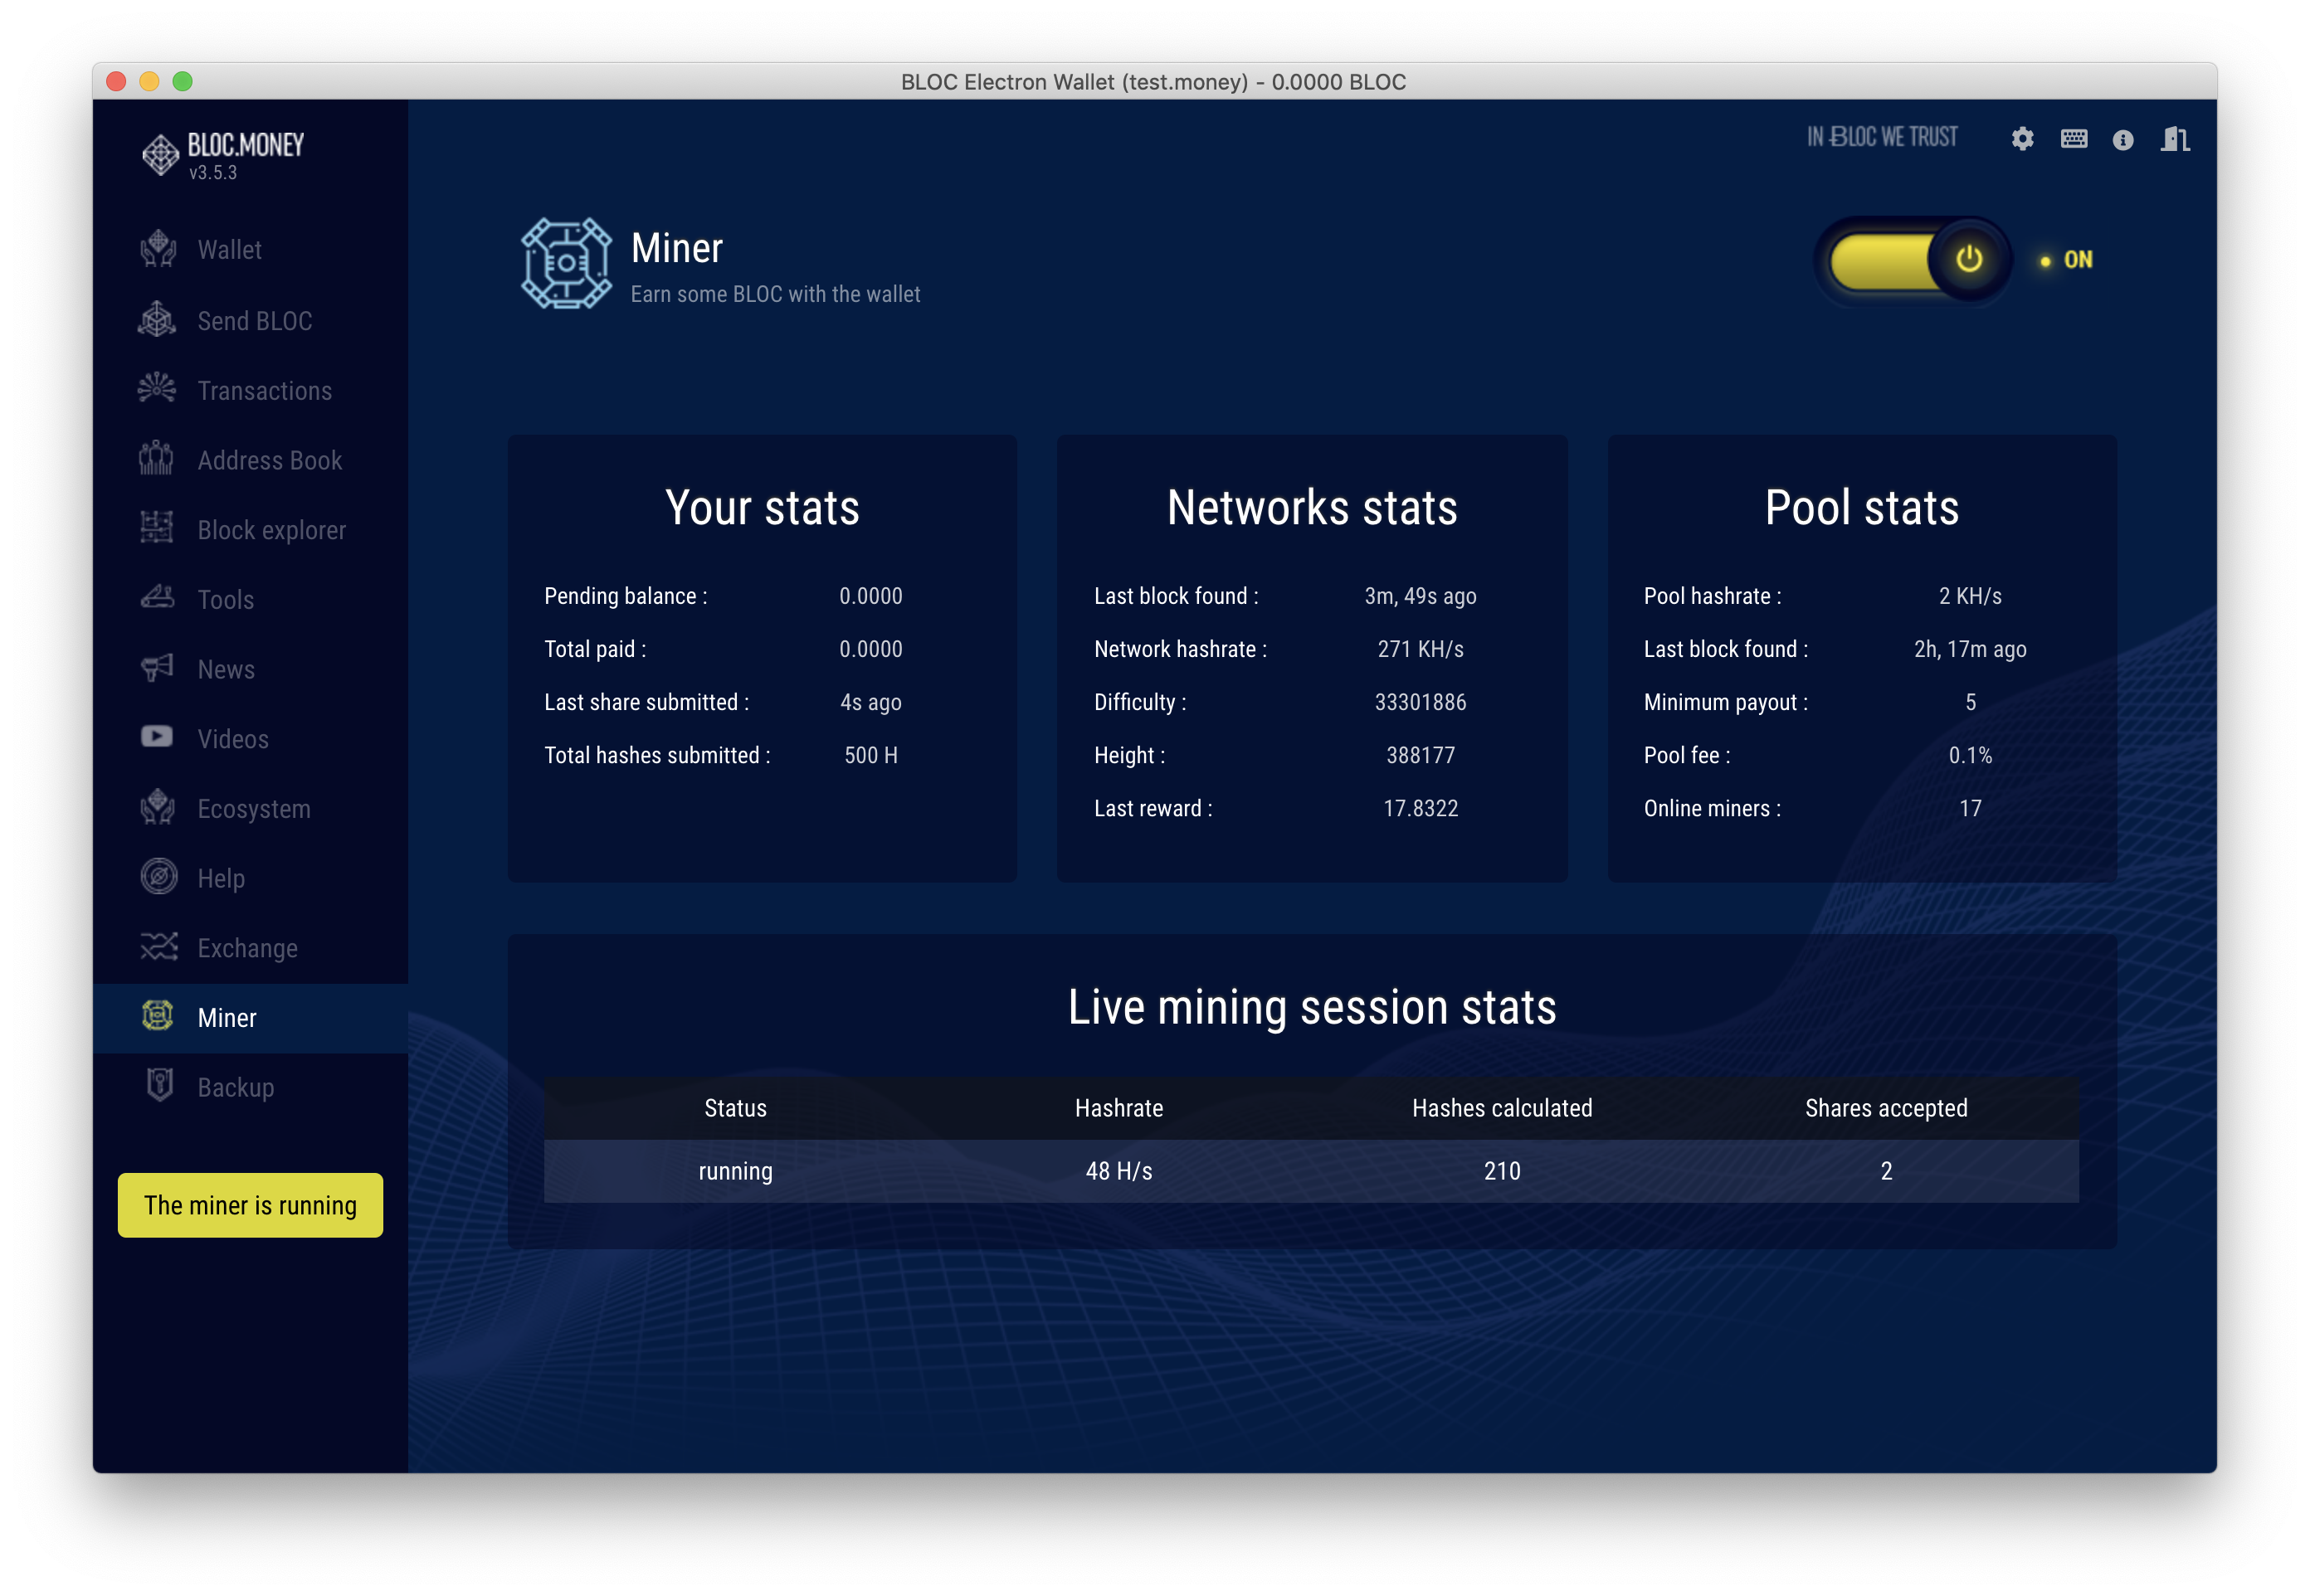 BLOC Electron Wallet (test.money) - 0.0000 BLOC
BLOC.MONEY
v3.5.3
IN BLOC WE TRUST
Wallet
Send BLOC
Transactions
Address Book
Block explorer
Tools
News
Videos
Ecosystem
Help
Exchange
Miner
Backup
The miner is running
Miner
Earn some BLOC with the wallet
ON
Your stats
Pending balance : 0.0000
Total paid : 0.0000
Last share submitted : 4s ago
Total hashes submitted : 500 H
Networks stats
Last block found : 3m, 49s ago
Network hashrate : 271 KH/s
Difficulty : 33301886
Height : 388177
Last reward : 17.8322
Pool stats
Pool hashrate : 2 KH/s
Last block found : 2h, 17m ago
Minimum payout : 5
Pool fee : 0.1%
Online miners : 17
Live mining session stats
Status Hashrate Hashes calculated Shares accepted
running 48 H/s 210 2